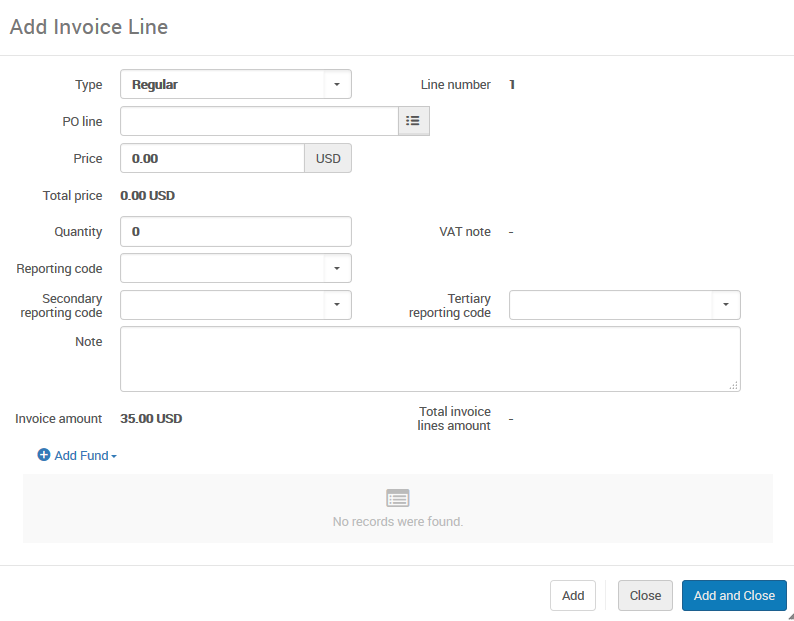 Add Invoice Line
Type Regular Line number 1
PO line
Price 0.00 USD
Total price 0.00 USD
Quantity 0 VAT note -
Reporting code
Secondary reporting code Tertiary reporting code
Note
Invoice amount 35.00 USD Total invoice lines amount -
Add Fund
No records were found.
Add Close Add and Close